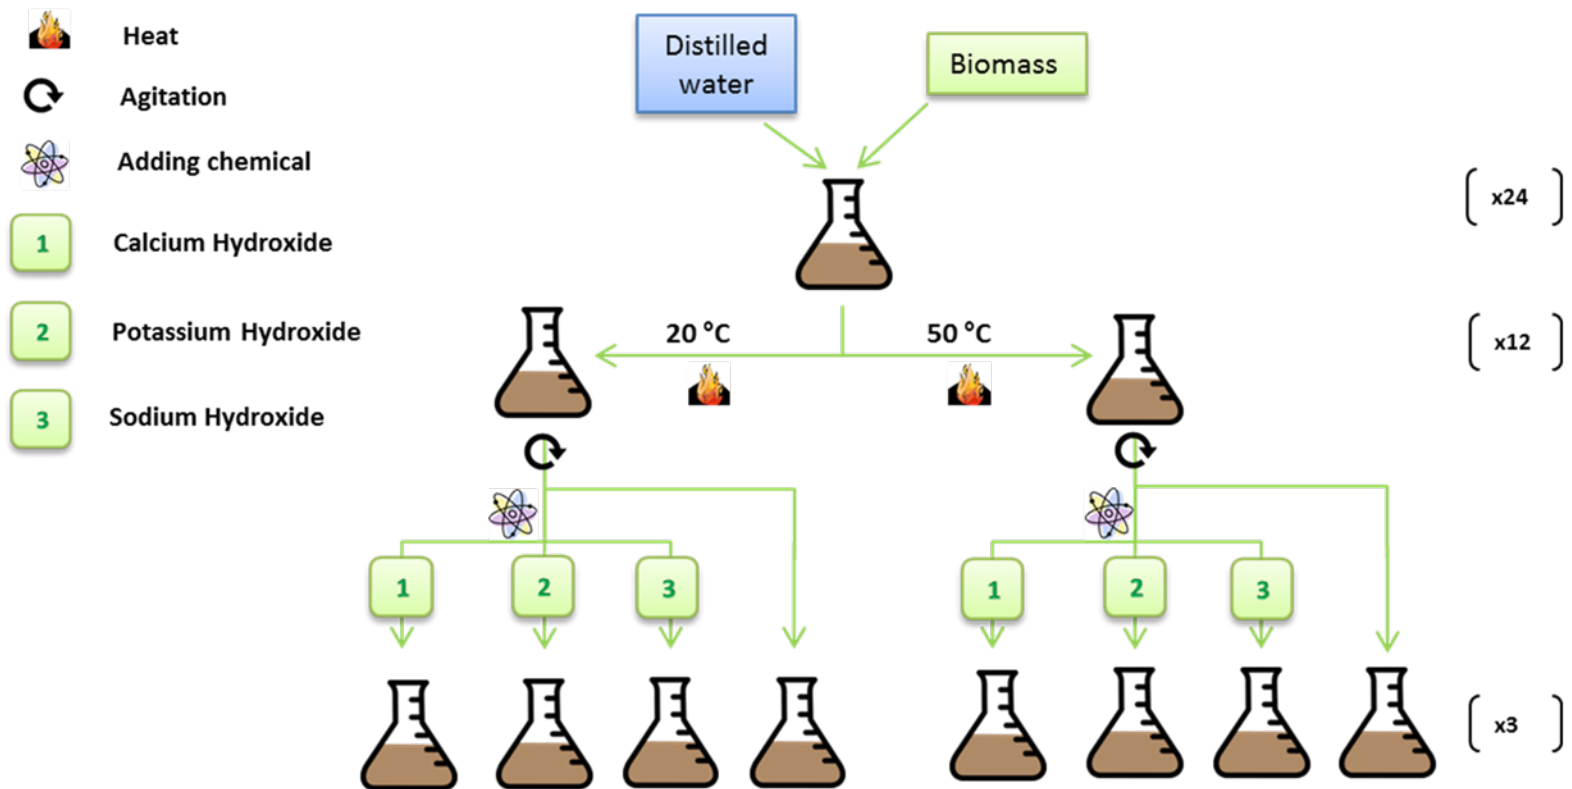 Heat
Agitation
Adding chemical
1
Calcium Hydroxide
2
Potassium Hydroxide
3
Sodium Hydroxide
Distilled
water
Biomass
x24
20 °C
50 °C
x12
1
2
3
1
2
3
x3